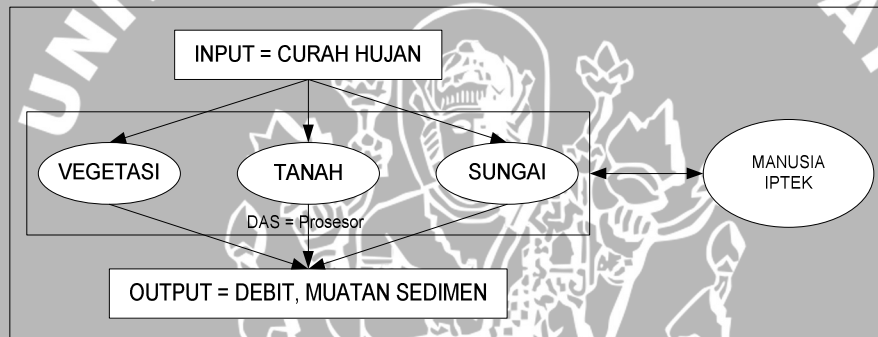 INPUT = CURAH HUJAN
VEGETASI
TANAH
SUNGAI
MANUSIA
IPTEK
DAS = Prosesor
OUTPUT = DEBIT, MUATAN SEDIMEN